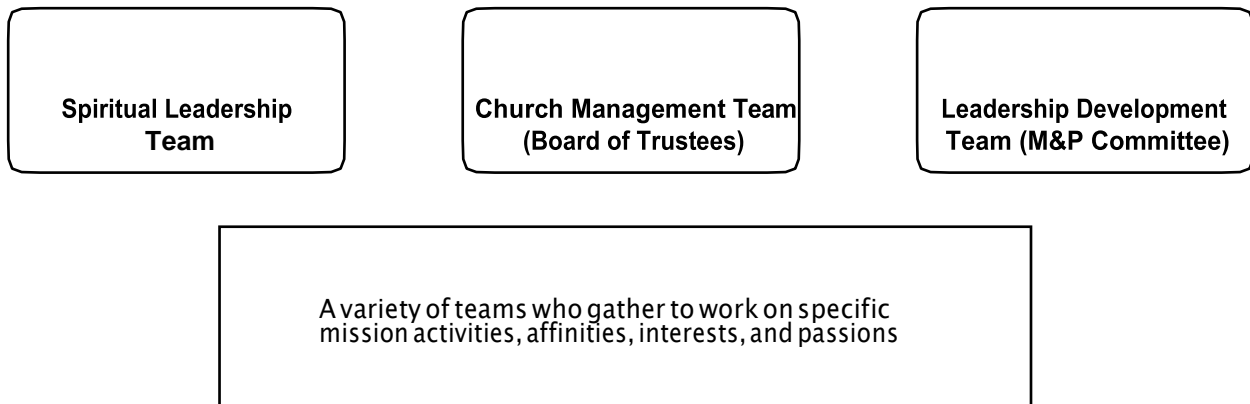 Spiritual Leadership
Team
Church Management Team
(Board of Trustees)
Leadership Development
Team (M&P Committee)
A variety of teams who gather to work on specific
mission activities, affinities, interests, and passions